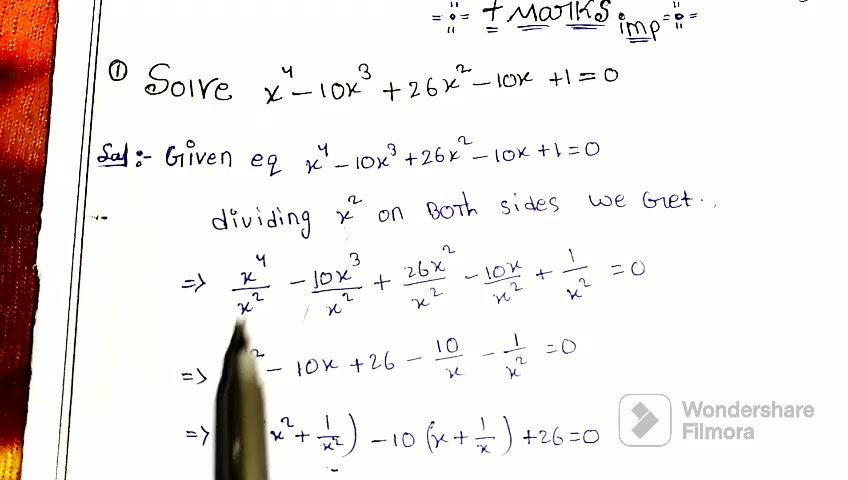 + MARKS imp
① Solve x⁴ - 10x³ + 26x² - 10x + 1 = 0
Sol :- Given eq x⁴ - 10x³ + 26x² - 10x + 1 = 0
dividing x² on Both sides we Get..
=> x⁴/x² - 10x³/x² + 26x²/x² - 10x/x² + 1/x² = 0
=> ² - 10x + 26 - 10/x - 1/x² = 0
=> x² + 1/x²) - 10 (x + 1/x) + 26 = 0
Wondershare
Filmora